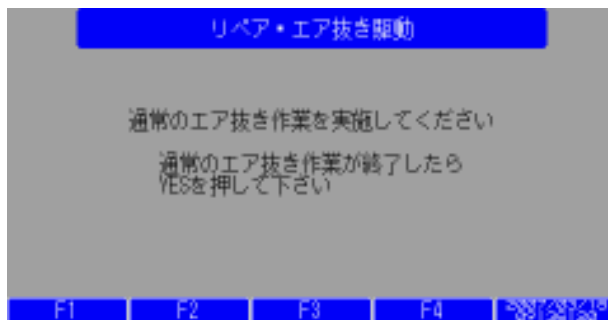 リペア・エア抜き駆動
通常のエア抜き作業を実施してください
通常のエア抜き作業が終了したら
YESを押して下さい
F1
F2
F3
F4